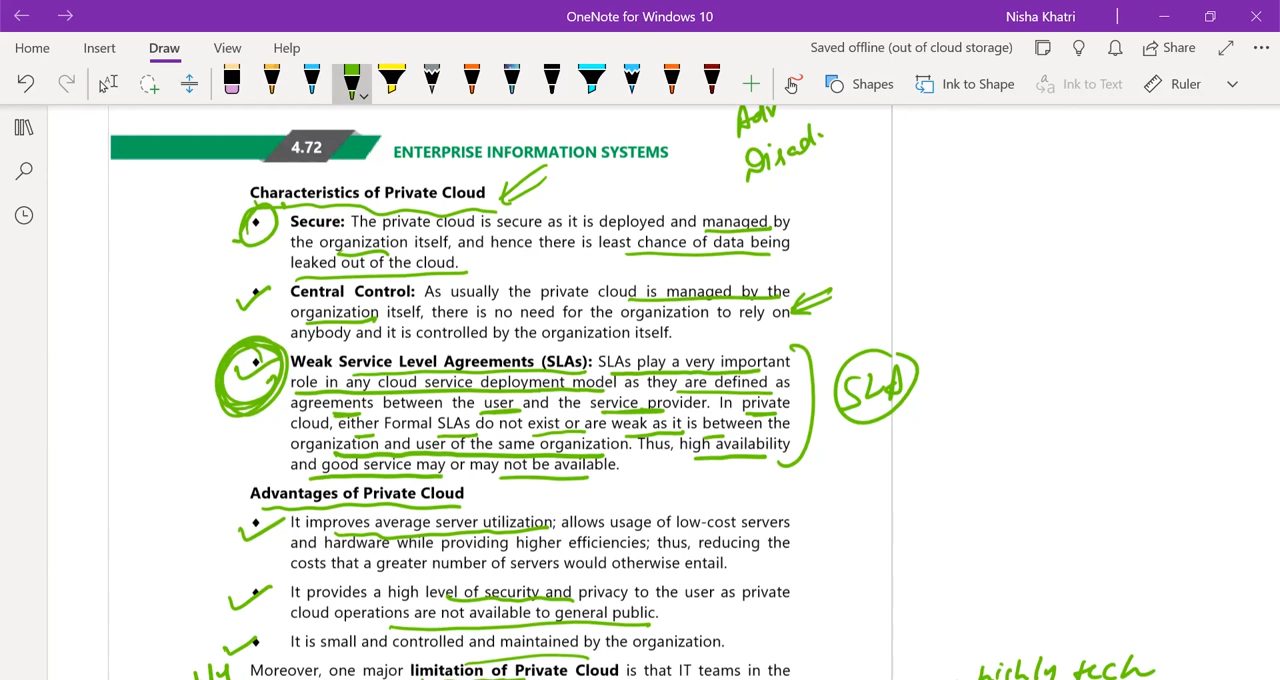 OneNote for Windows 10
Nisha Khatri
Home Insert Draw View Help
Saved offline (out of cloud storage)
Share
Shapes Ink to Shape Ink to Text Ruler
Adv
Disad.
4.72
ENTERPRISE INFORMATION SYSTEMS
Characteristics of Private Cloud
♦ Secure: The private cloud is secure as it is deployed and managed by
the organization itself, and hence there is least chance of data being
leaked out of the cloud.
♦ Central Control: As usually the private cloud is managed by the
organization itself, there is no need for the organization to rely on
anybody and it is controlled by the organization itself.
♦ Weak Service Level Agreements (SLAs): SLAs play a very important
role in any cloud service deployment model as they are defined as
agreements between the user and the service provider. In private
cloud, either Formal SLAs do not exist or are weak as it is between the
organization and user of the same organization. Thus, high availability
and good service may or may not be available.
SLA
Advantages of Private Cloud
♦ It improves average server utilization; allows usage of low-cost servers
and hardware while providing higher efficiencies; thus, reducing the
costs that a greater number of servers would otherwise entail.
♦ It provides a high level of security and privacy to the user as private
cloud operations are not available to general public.
♦ It is small and controlled and maintained by the organization.
Moreover, one major limitation of Private Cloud is that IT teams in the
highly tech